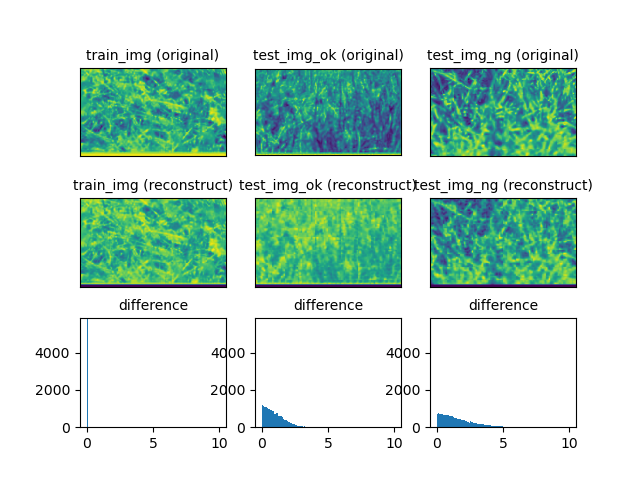 train_img (original) test_img_ok (original) test_img_ng (original)
train_img (reconstruct) test_img_ok (reconstruct) test_img_ng (reconstruct)
difference difference difference
4000 4000 4000
2000 2000 2000
0 0 0
0 5 10 0 5 10 0 5 10